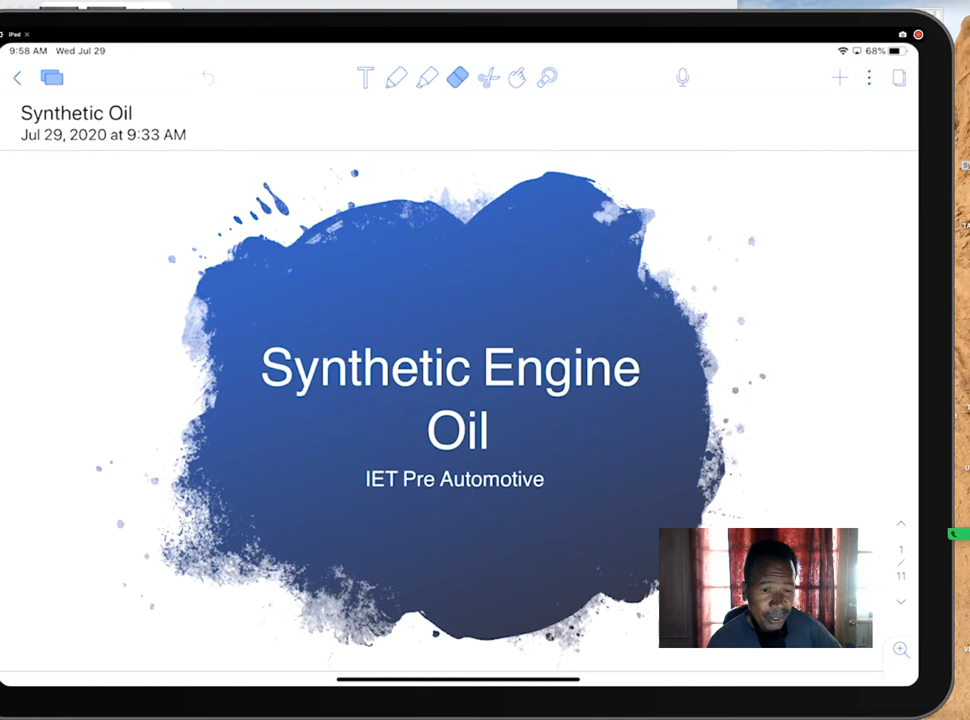 iPad
9:58 AM Wed Jul 29
68%
Synthetic Oil
Jul 29, 2020 at 9:33 AM
Synthetic Engine
Oil
IET Pre Automotive
1
11